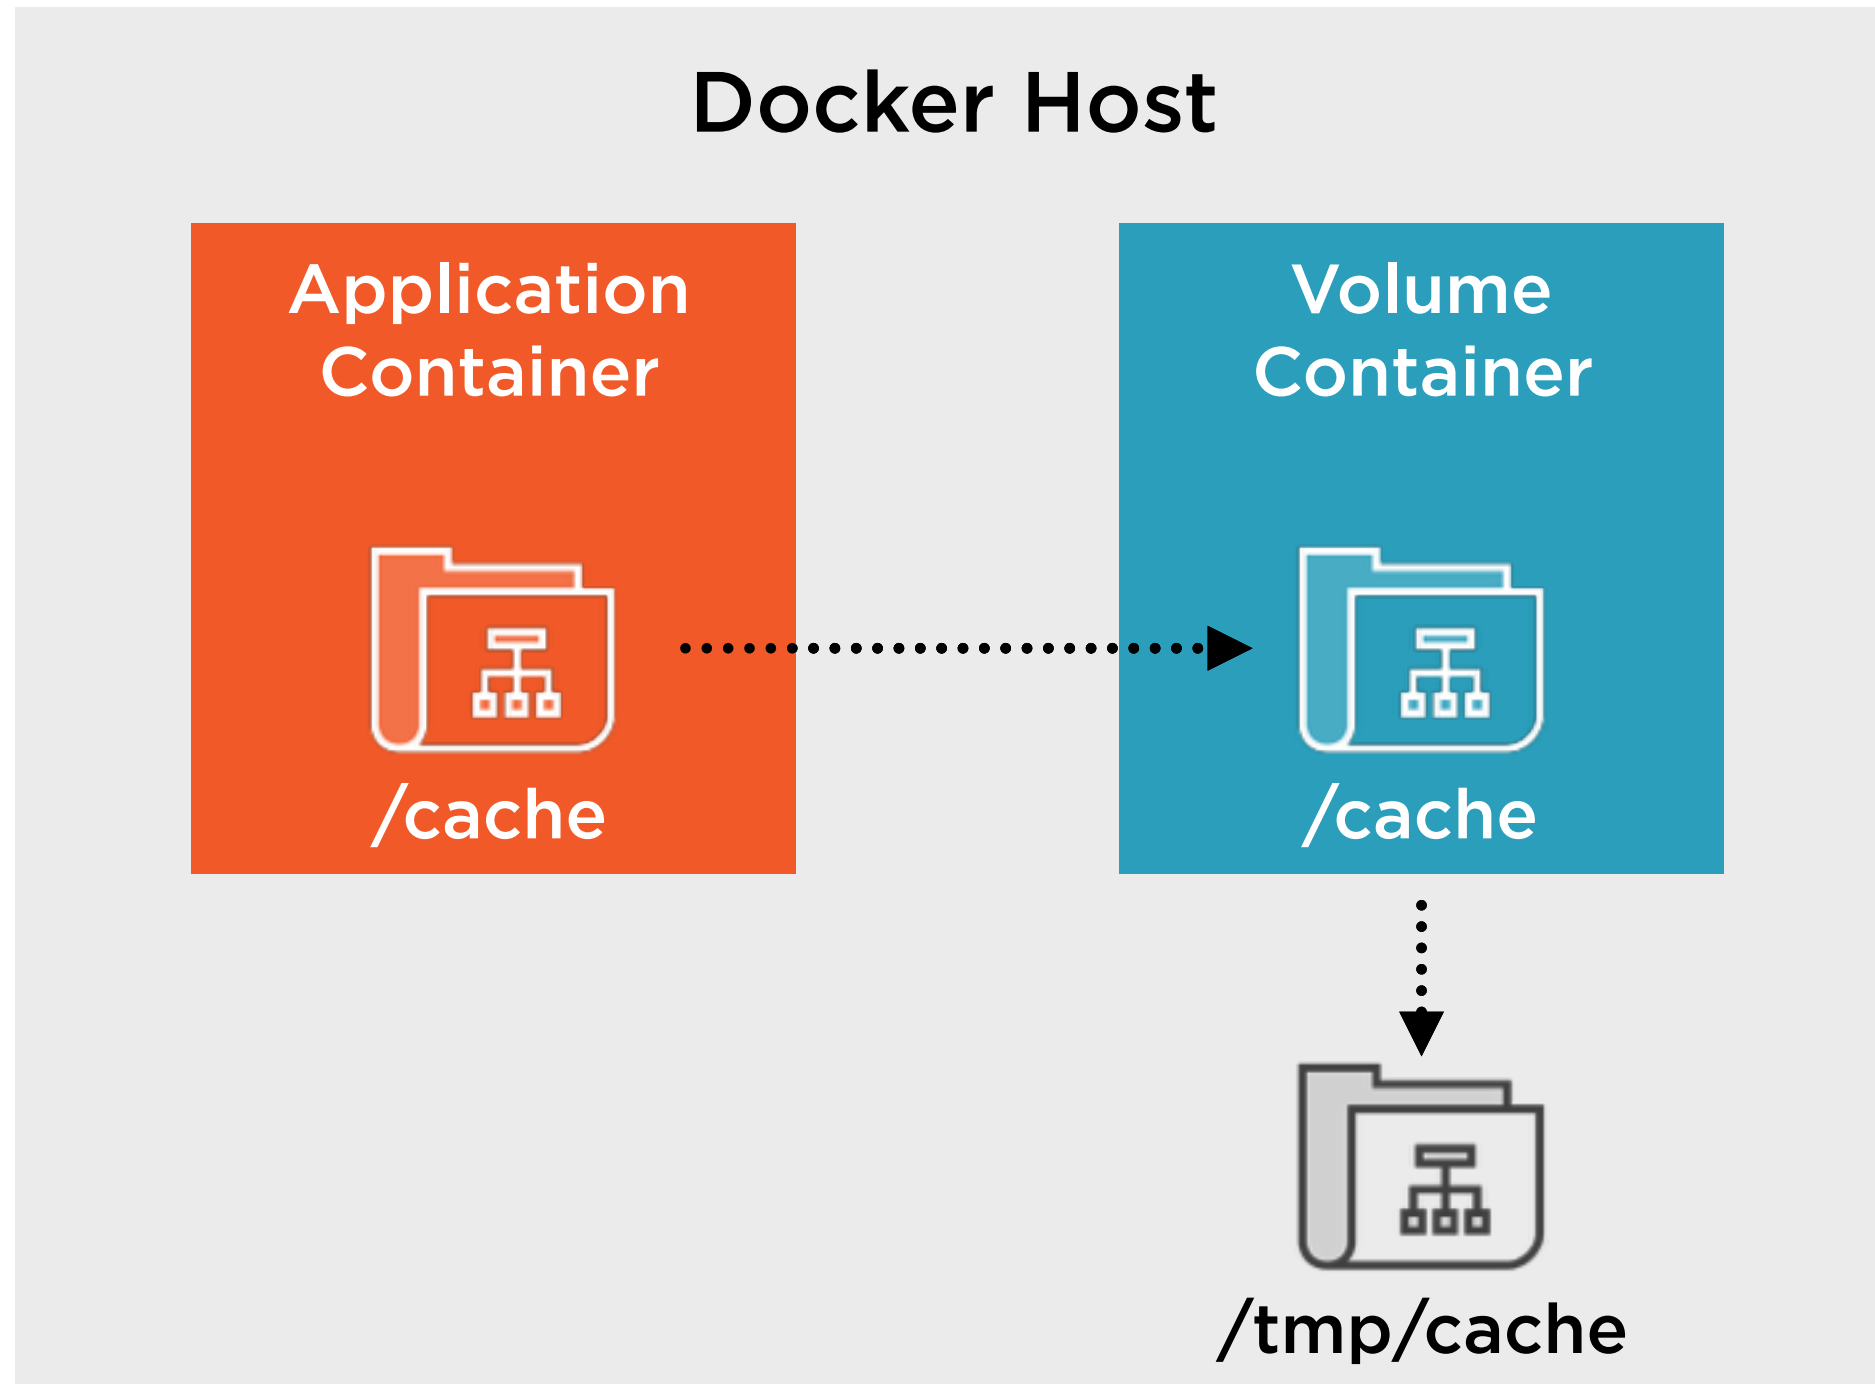 Docker Host
Application
Container
/cache
Volume
Container
/cache
/tmp/cache